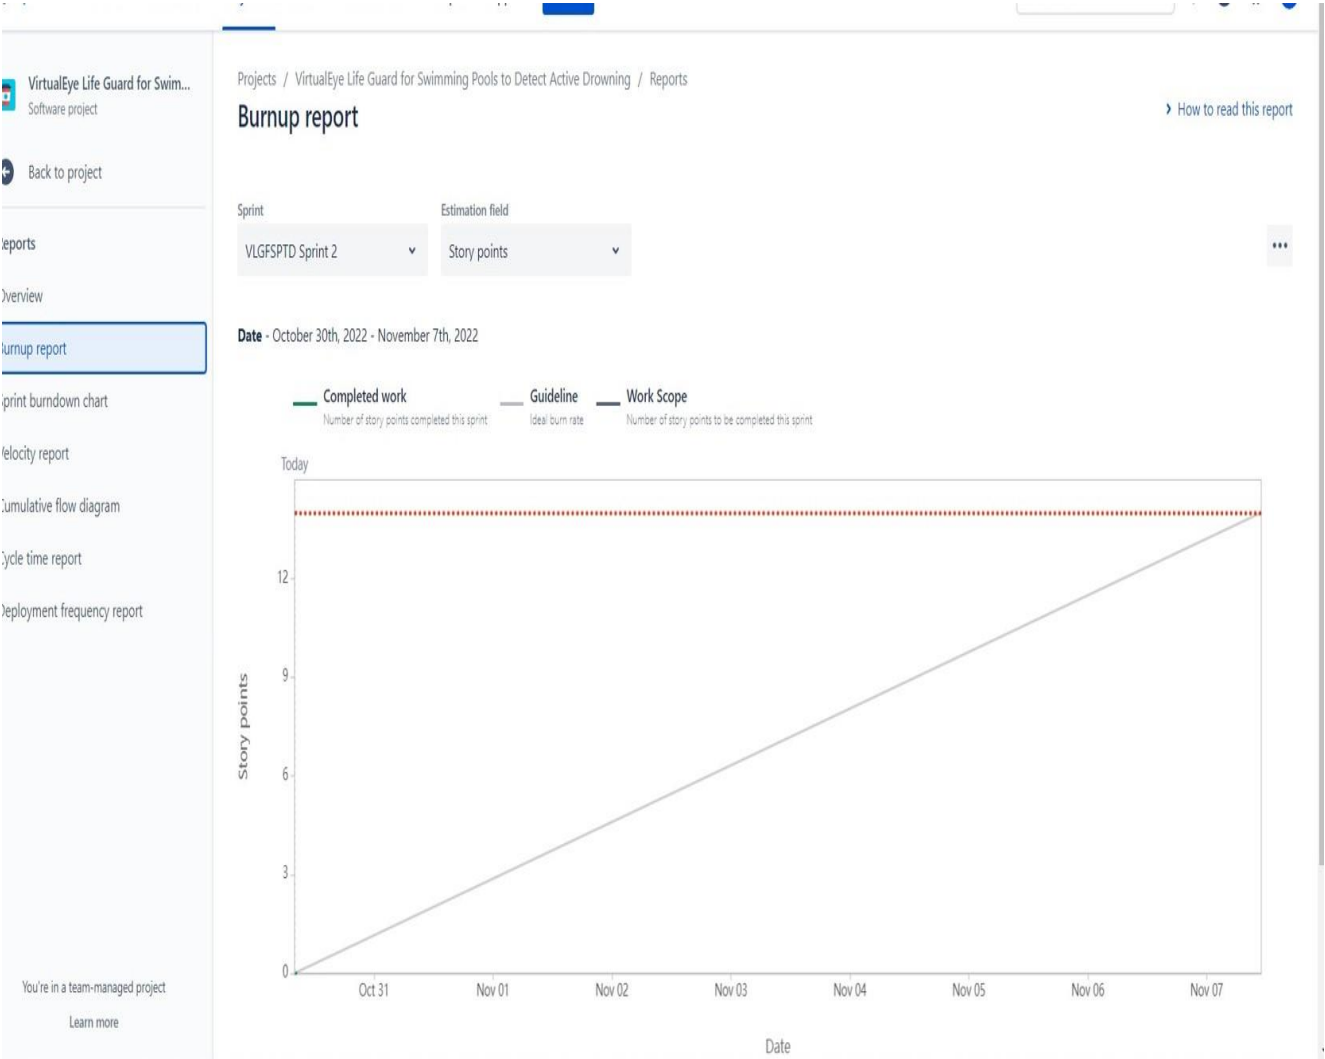 VirtualEye Life Guard for Swim...
Software project
Back to project
Overview
Burnup report
Sprint burndown chart
Velocity report
Cumulative flow diagram
Cycle time report
Deployment frequency report
You're in a team-managed project
Learn more
Projects / VirtualEye Life Guard for Swimming Pools to Detect Active Drowning / Reports
Burnup report
How to read this report
Sprint
Estimation field
VLGFSPTD Sprint 2
Story points
Date - October 30th, 2022 - November 7th, 2022
Completed work
Number of story points completed this sprint
Guideline
Ideal burn rate
Work Scope
Number of story points to be completed this sprint
Today
12
9
6
3
0
Story points
Oct 31
Nov 01
Nov 02
Nov 03
Nov 04
Nov 05
Nov 06
Nov 07
Date